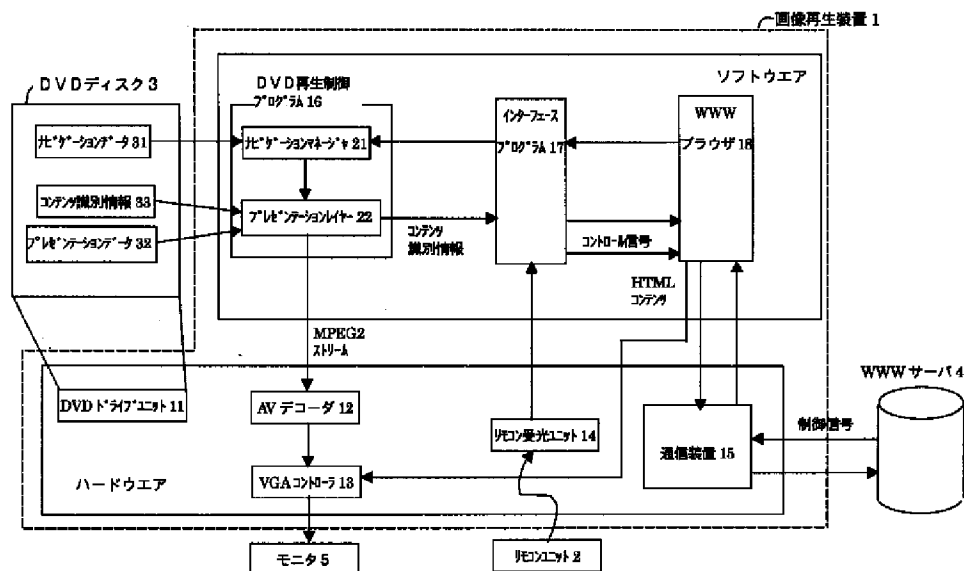 画像再生装置 1
DVDディスク 3
ナビゲーションデータ 31
コンテンツ識別情報 33
プレゼンテーションデータ 32
ソフトウエア
DVD再生制御
プログラム 16
ナビゲーションマネージャ 21
プレゼンテーションレイヤー 22
インターフェース
プログラム 17
WWW
ブラウザ 18
コンテンツ
識別情報
コントロール信号
HTML
コンテンツ
MPEG2
ストリーム
DVDドライブユニット 11
AVデコーダ 12
リモコン受光ユニット 14
通信装置 15
制御信号
WWWサーバ 4
ハードウエア
VGAコントローラ 13
モニタ 5
リモコンユニット 2